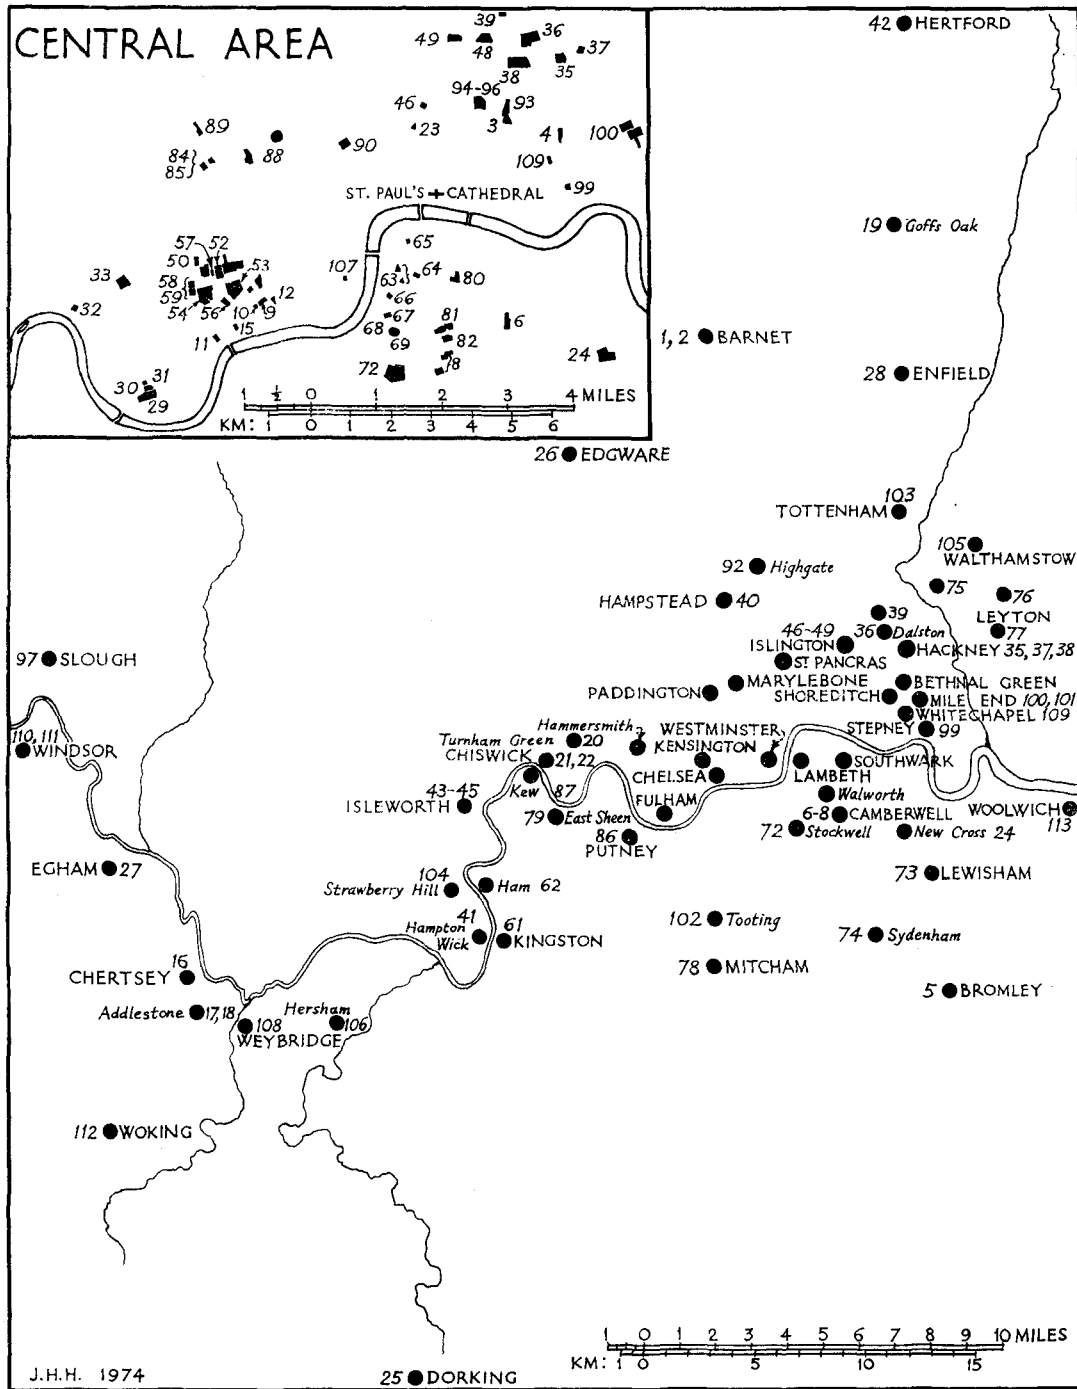 CENTRAL AREA
39
49
48
36
37
38
35
94-96
46
93
23
3
4
100
89
84
85
88
90
109
99
ST. PAUL'S CATHEDRAL
57 52
50
53
58
59
54
56
10
9
12
15
11
33
32
107
65
63
64
80
66
67
68
69
81
82
6
72
78
24
30
31
29
1 ½ 0 1 2 3 4 MILES
KM: 1 0 1 2 3 4 5 6
42 HERTFORD
19 Goffs Oak
1, 2 BARNET
28 ENFIELD
26 EDGWARE
103
TOTTENHAM
105
WALTHAMSTOW
92 Highgate
75
76
HAMPSTEAD 40
39
LEYTON
77
36 Dalston
46-49
ISLINGTON
HACKNEY 35, 37, 38
97 SLOUGH
ST PANCRAS
MARYLEBONE
BETHNAL GREEN
PADDINGTON
SHOREDITCH
MILE END 100, 101
WHITECHAPEL 109
110, 111
WINDSOR
Hammersmith
20
WESTMINSTER
STEPNEY
99
Turnham Green
KENSINGTON
CHISWICK
21, 22
SOUTHWARK
LAMBETH
CHELSEA
Kew 87
43-45
ISLEWORTH
FULHAM
Walworth
WOOLWICH
113
79 East Sheen
6-8 CAMBERWELL
72
Stockwell
New Cross 24
86
PUTNEY
EGHAM 27
73 LEWISHAM
104
Strawberry Hill
Ham 62
41
Hampton
Wick
61
KINGSTON
102 Tooting
74 Sydenham
16
CHERTSEY
78 MITCHAM
5 BROMLEY
Addlestone 17, 18
Hersham
106
108
WEYBRIDGE
112 WOKING
1 0 1 2 3 4 5 6 7 8 9 10 MILES
KM: 1 0 5 10 15
J.H.H. 1974
25 DORKING